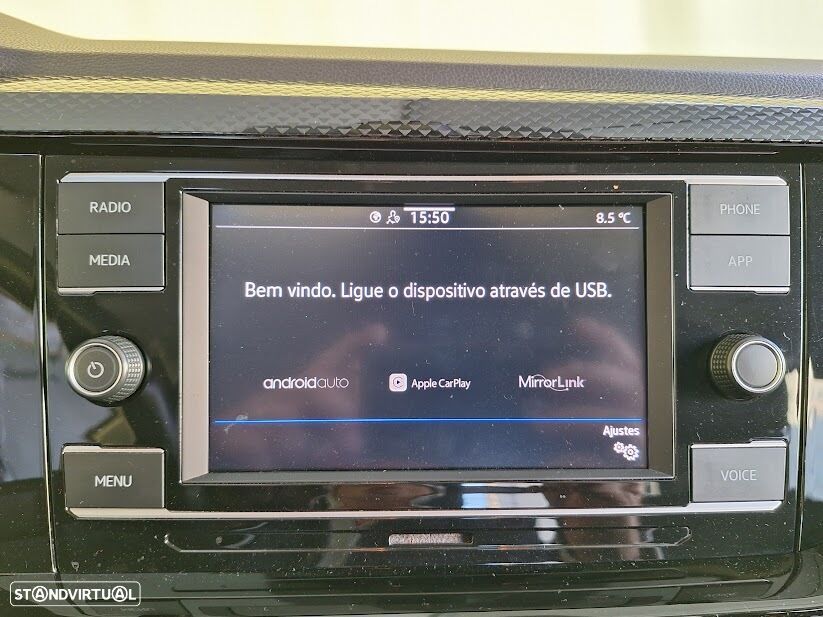 RADIO
PHONE
15:50
8.5 °C
MEDIA
APP
Bem vindo. Ligue o dispositivo através de USB.
androidauto
Apple CarPlay
MirrorLink
Ajustes
MENU
VOICE
STANDVIRTUAL